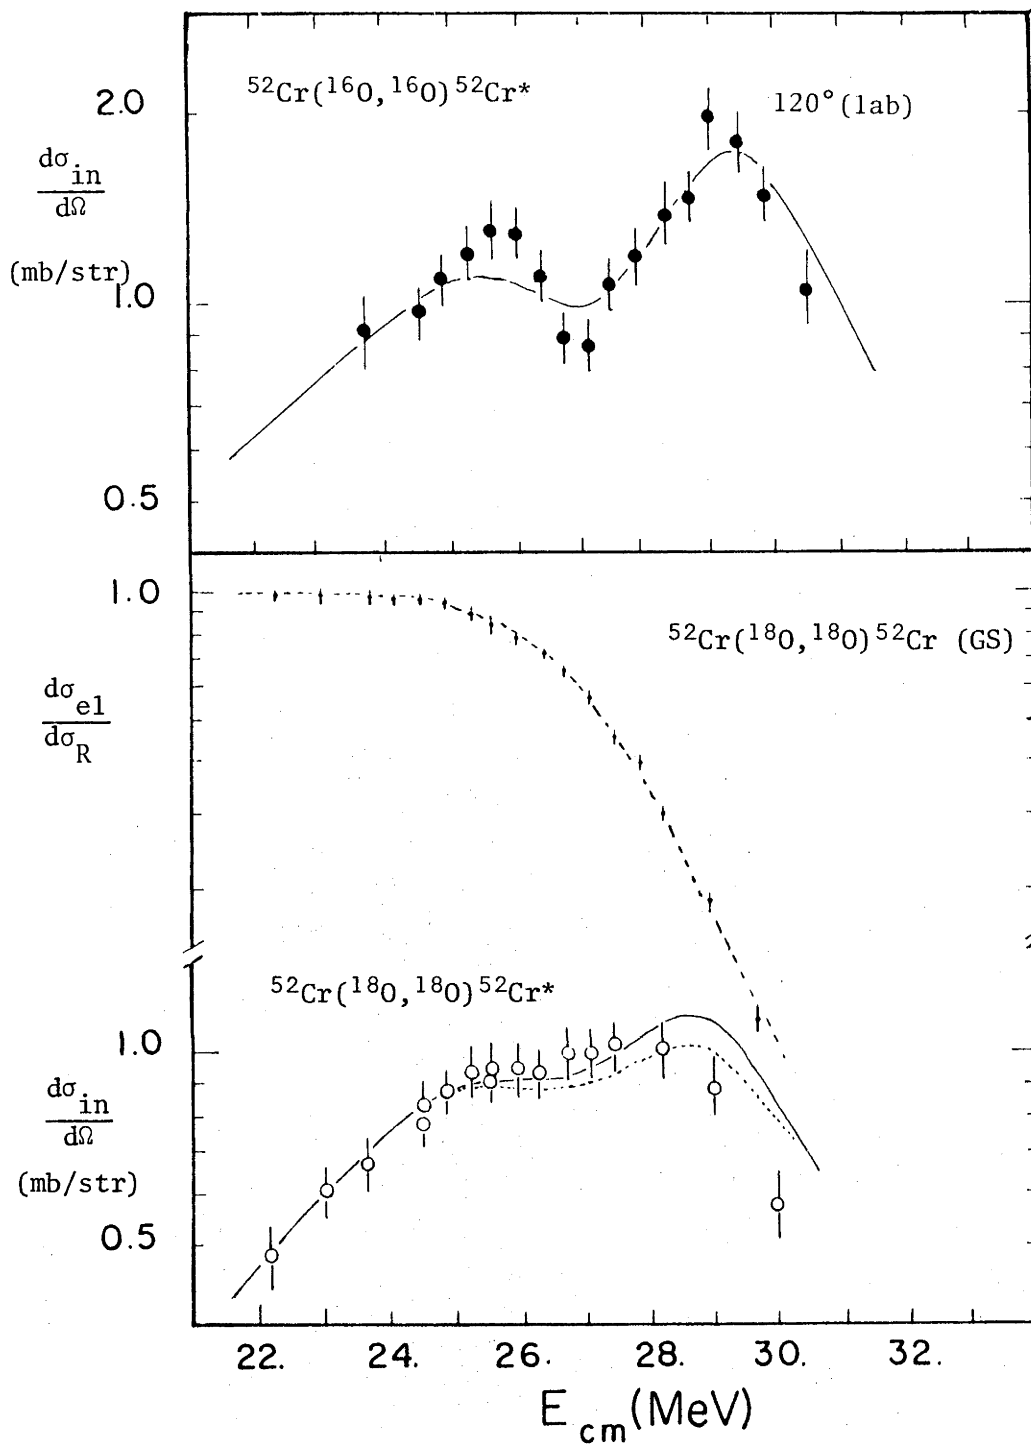 ⁵²Cr(¹⁶O,¹⁶O)⁵²Cr*
120°(lab)
2.0
dσ_in
dΩ
(mb/str)
1.0
0.5
1.0
⁵²Cr(¹⁸O,¹⁸O)⁵²Cr (GS)
dσ_el
dσ_R
⁵²Cr(¹⁸O,¹⁸O)⁵²Cr*
1.0
dσ_in
dΩ
(mb/str)
0.5
22. 24. 26. 28. 30. 32.
E_cm(MeV)